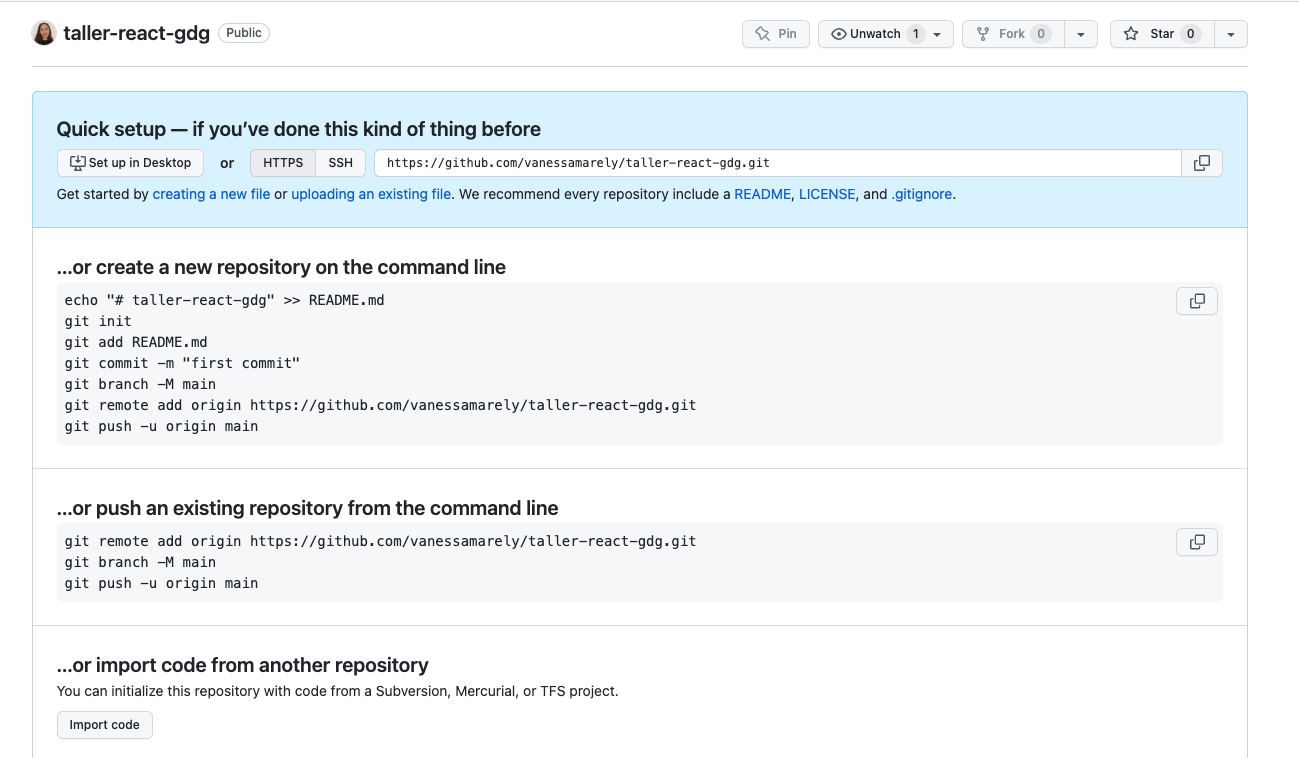 taller-react-gdg Public Pin Unwatch 1 Fork 0 Star 0
Quick setup — if you’ve done this kind of thing before
Set up in Desktop or HTTPS SSH https://github.com/vanessamarely/taller-react-gdg.git
Get started by creating a new file or uploading an existing file. We recommend every repository include a README, LICENSE, and .gitignore.
…or create a new repository on the command line
echo "# taller-react-gdg" >> README.md
git init
git add README.md
git commit -m "first commit"
git branch -M main
git remote add origin https://github.com/vanessamarely/taller-react-gdg.git
git push -u origin main
…or push an existing repository from the command line
git remote add origin https://github.com/vanessamarely/taller-react-gdg.git
git branch -M main
git push -u origin main
…or import code from another repository
You can initialize this repository with code from a Subversion, Mercurial, or TFS project.
Import code